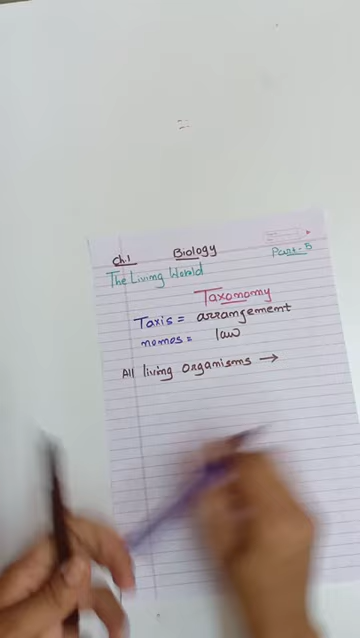 Ch.1 Biology Part-5
The Living World
Taxonomy
Taxis = arrangement
nomos = law
All living organisms →